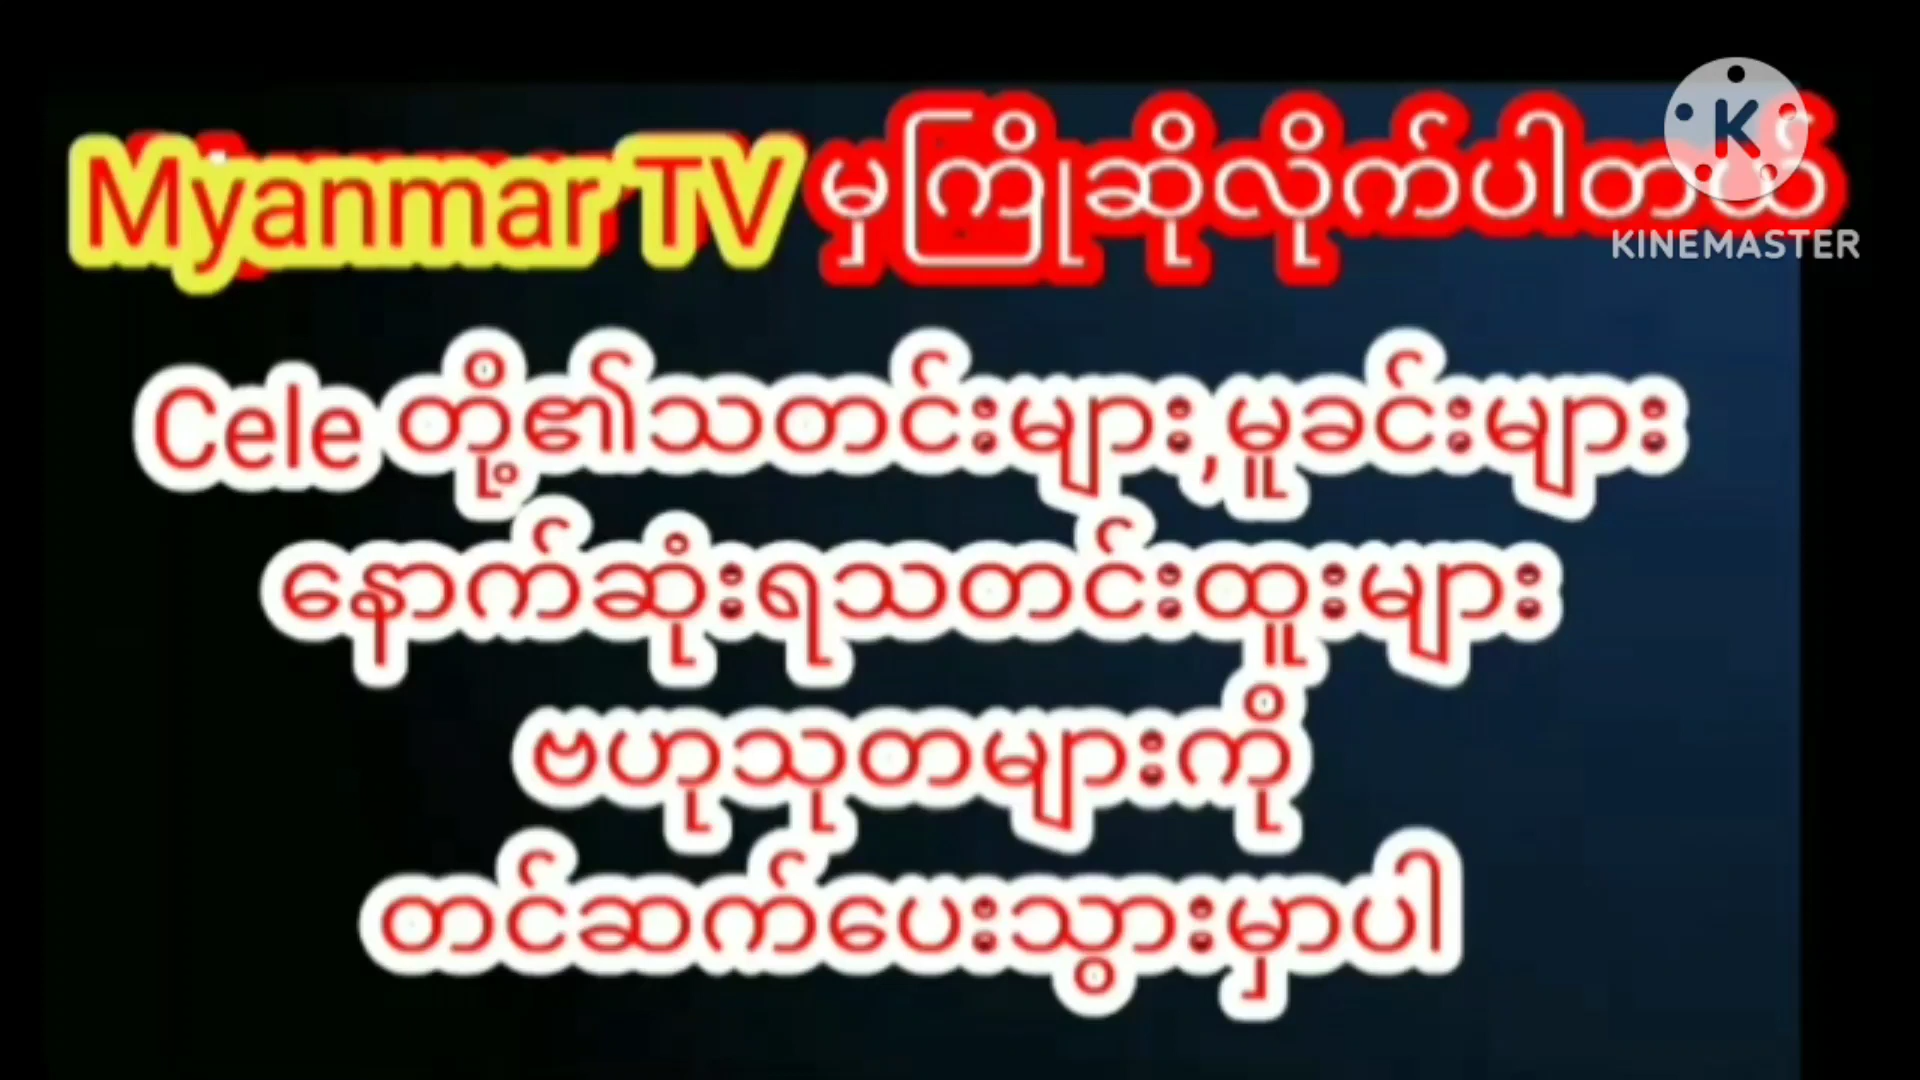 Myanmar TV မှကြိုဆိုလိုက်ပါတယ်
KINEMASTER
Cele တို့၏သတင်းများ,မူခင်းများ
နောက်ဆုံးရသတင်းထူးများ
ဗဟုသုတများကို
တင်ဆက်ပေးသွားမှာပါ